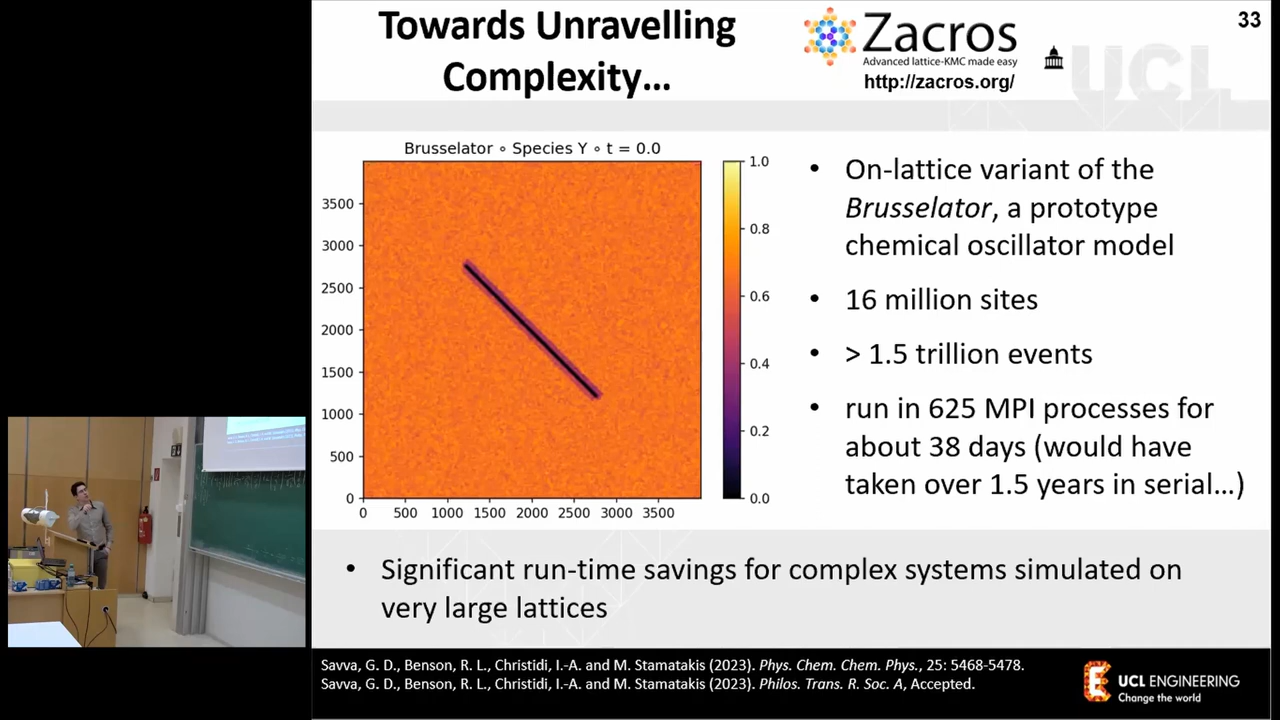 Towards Unravelling
Complexity...
Zacros
Advanced lattice-KMC made easy
http://zacros.org/
UCL
33
Brusselator ∘ Species Y ∘ t = 0.0
3500
3000
2500
2000
1500
1000
500
0
0 500 1000 1500 2000 2500 3000 3500
1.0
0.8
0.6
0.4
0.2
0.0
• On-lattice variant of the
Brusselator, a prototype
chemical oscillator model
• 16 million sites
• > 1.5 trillion events
• run in 625 MPI processes for
about 38 days (would have
taken over 1.5 years in serial...)
• Significant run-time savings for complex systems simulated on
very large lattices
Savva, G. D., Benson, R. L., Christidi, I.-A. and M. Stamatakis (2023). Phys. Chem. Chem. Phys., 25: 5468-5478.
Savva, G. D., Benson, R. L., Christidi, I.-A. and M. Stamatakis (2023). Philos. Trans. R. Soc. A, Accepted.
UCL ENGINEERING
Change the world